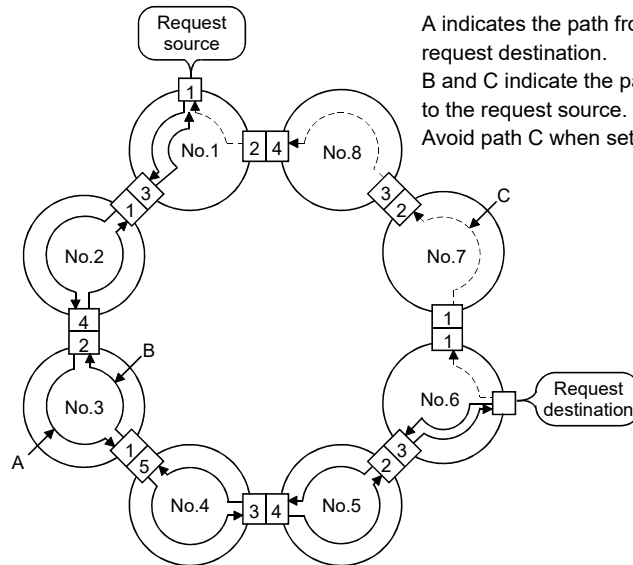 Request
source
A indicates the path fro
request destination.
B and C indicate the pa
to the request source.
Avoid path C when set
1
No.1
2 4
No.8
3
1
3
2
C
No.2
No.7
4
2
1
1
B
No.3
No.6
Request
destination
A
1
5
3
2
No.4
3 4
No.5